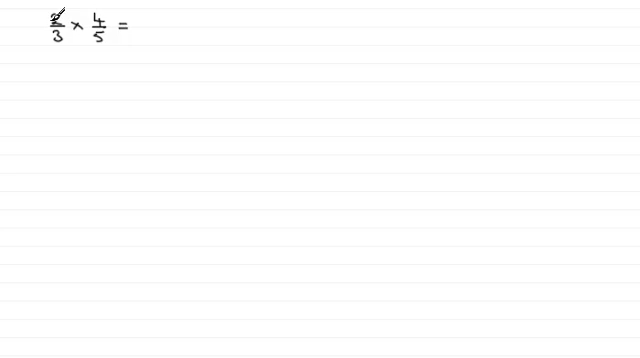 2/3 × 4/5 =